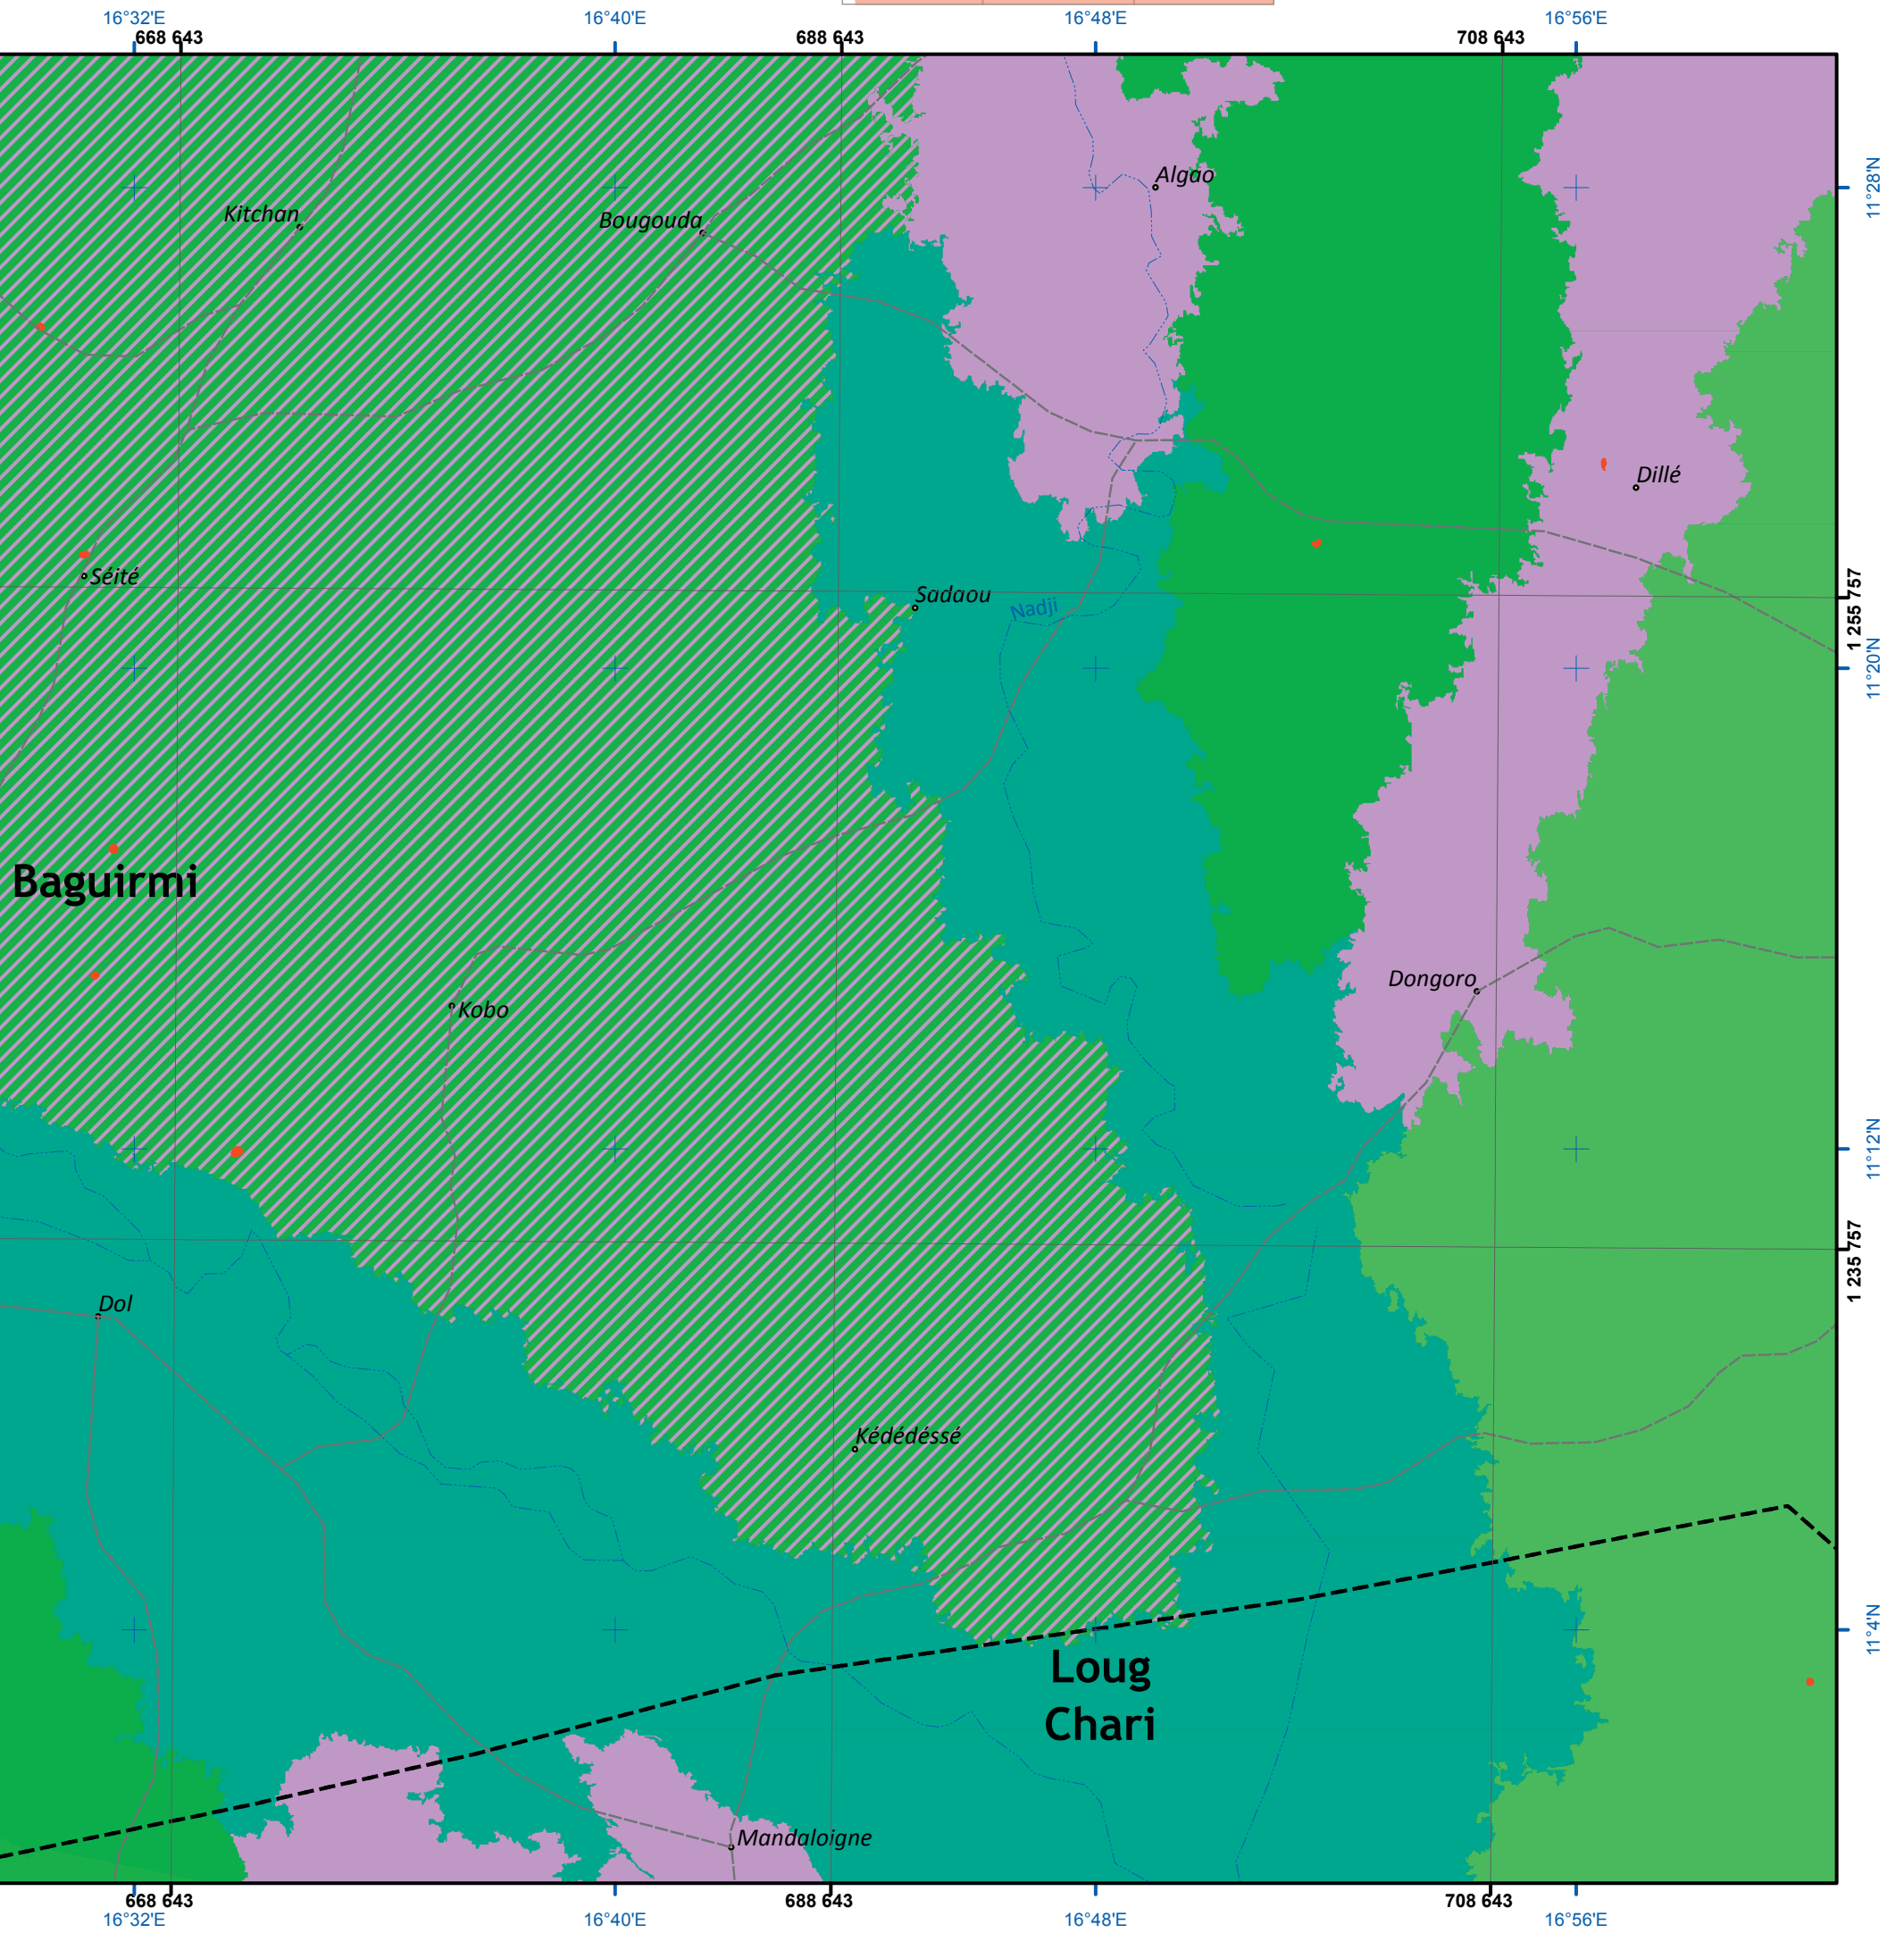 16°32'E 16°40'E 16°48'E 16°56'E
668 643 688 643 708 643
Algao
11°28'N
Kitchan
Bougouda
Dillé
Séité
Sadaou
Nadji
1 255 757
11°20'N
Baguirmi
Dongoro
Kobo
11°12'N
1 235 757
Dol
Kédédéssé
11°4'N
Loug
Chari
Mandaloigne
668 643 688 643 708 643
16°32'E 16°40'E 16°48'E 16°56'E